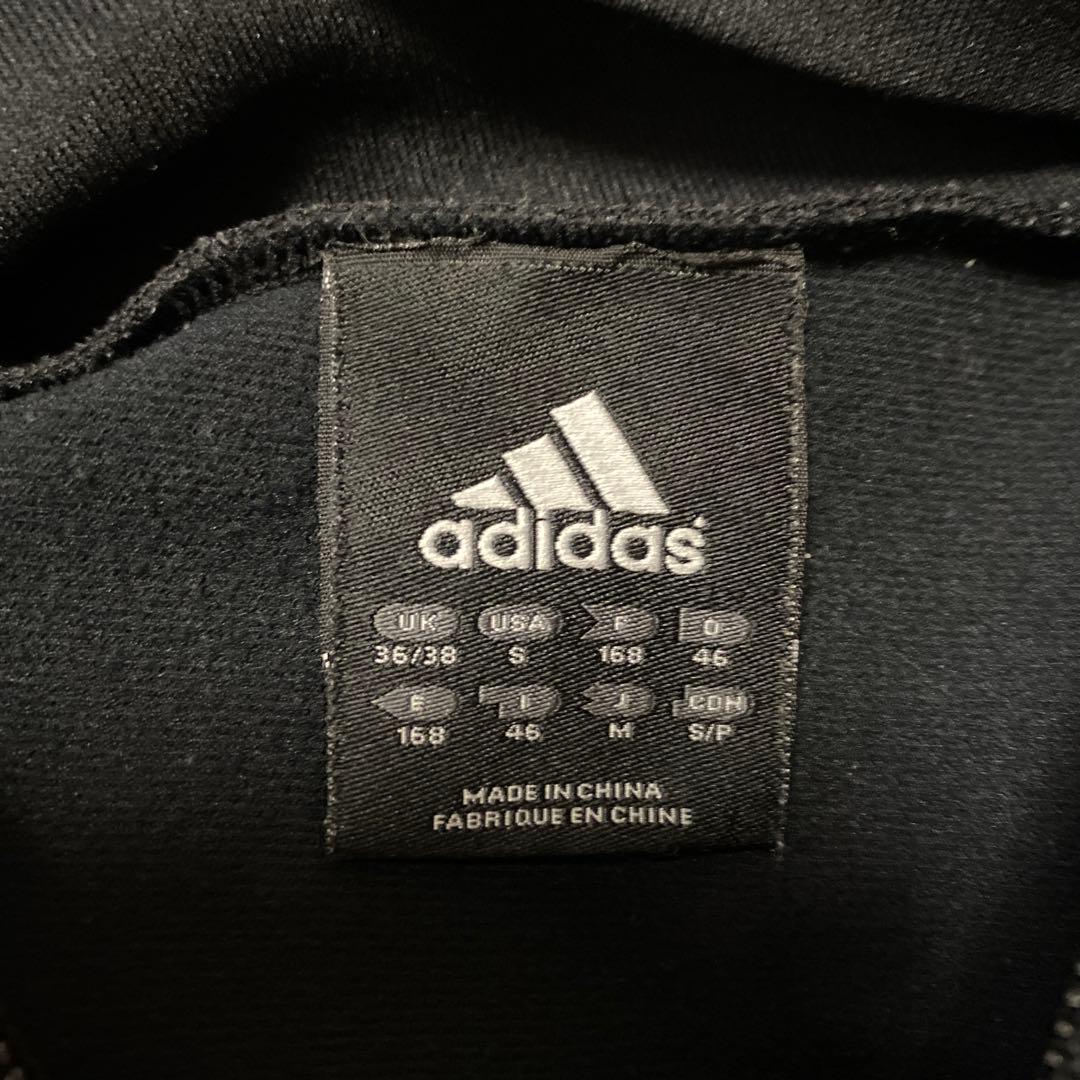 adidas
UK USA F D
36/38 S 168 46
E I J CDN
168 46 M S/P
MADE IN CHINA
FABRIQUE EN CHINE